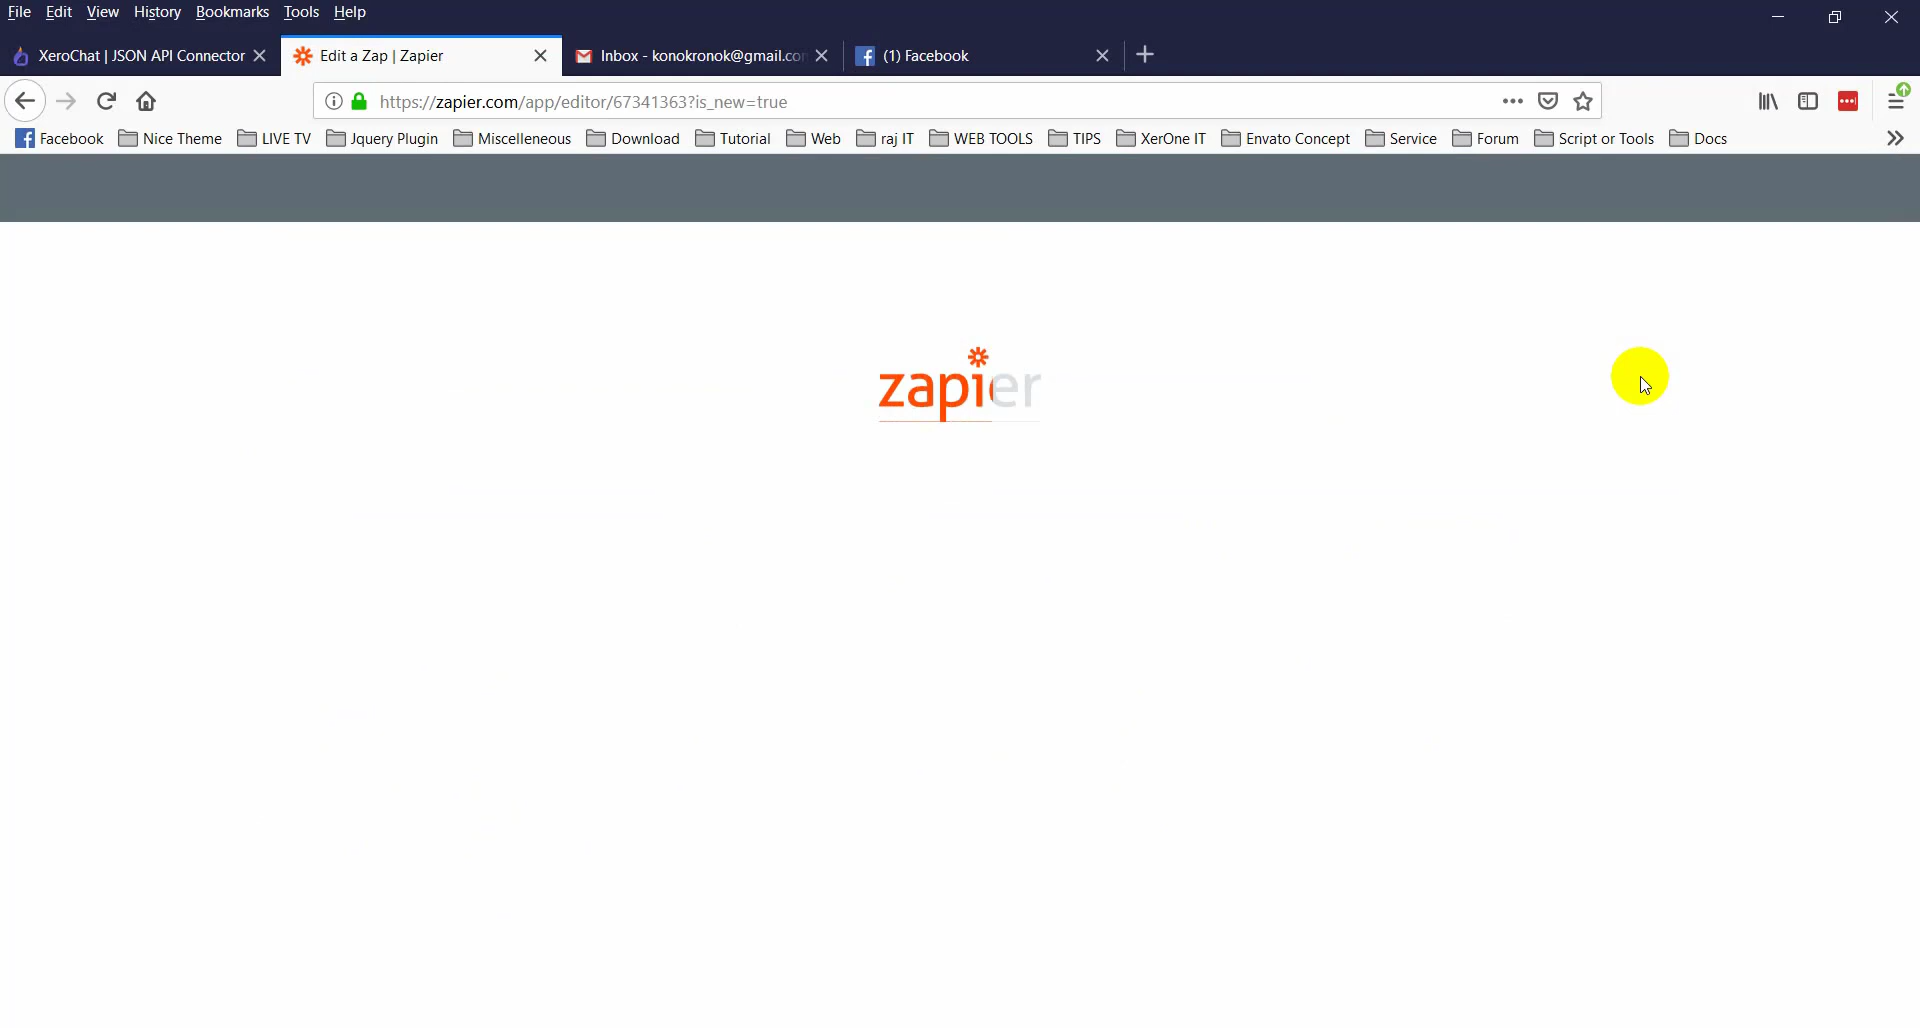 File Edit View History Bookmarks Tools Help
XeroChat | JSON API Connector Edit a Zap | Zapier Inbox - konokronok@gmail.co (1) Facebook
https://zapier.com/app/editor/67341363?is_new=true
Facebook Nice Theme LIVE TV Jquery Plugin Miscelleneous Download Tutorial Web raj IT WEB TOOLS TIPS XerOne IT Envato Concept Service Forum Script or Tools Docs
zapier